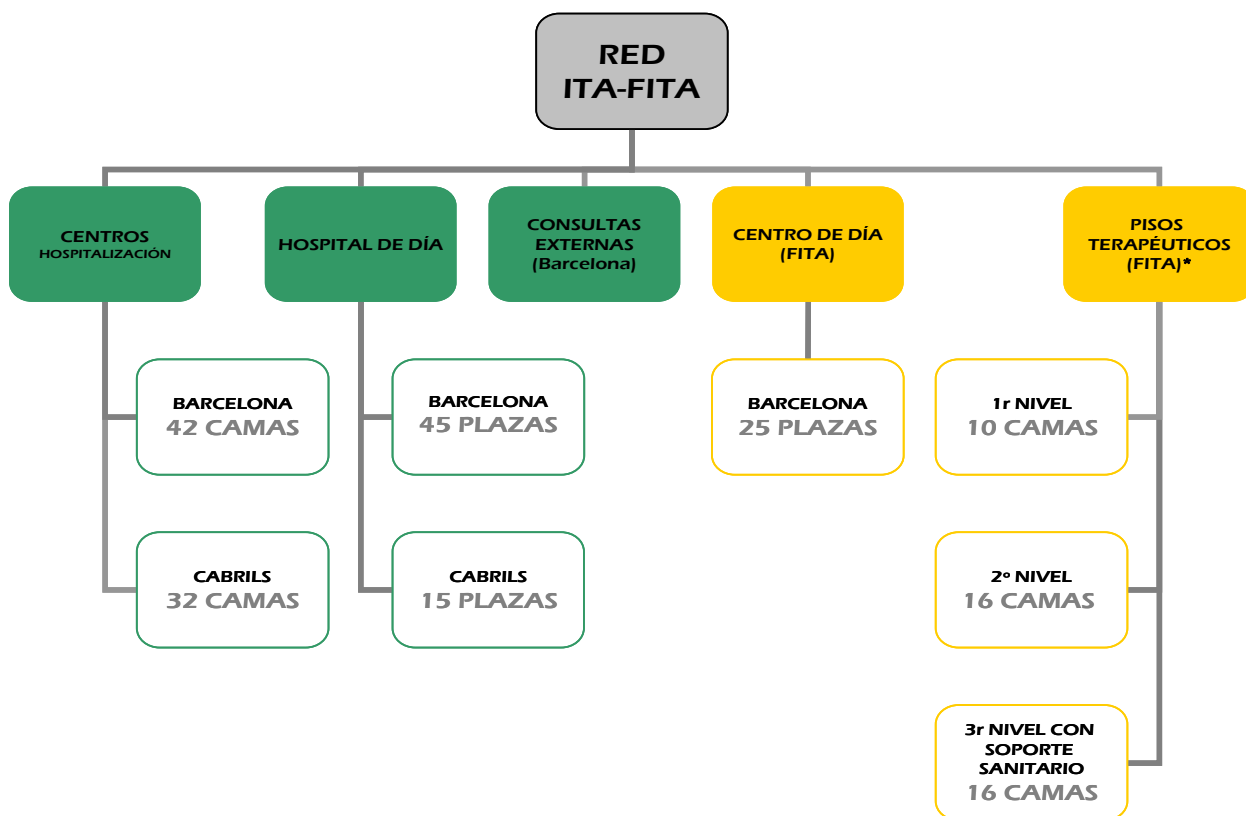 RED
ITA-FITA
CENTROS
HOSPITALIZACIÓN
HOSPITAL DE DÍA
CONSULTAS
EXTERNAS
(Barcelona)
CENTRO DE DÍA
(FITA)
PISOS
TERAPÉUTICOS
(FITA)*
BARCELONA
42 CAMAS
BARCELONA
45 PLAZAS
BARCELONA
25 PLAZAS
1r NIVEL
10 CAMAS
CABRILS
32 CAMAS
CABRILS
15 PLAZAS
2º NIVEL
16 CAMAS
3r NIVEL CON
SOPORTE
SANITARIO
16 CAMAS